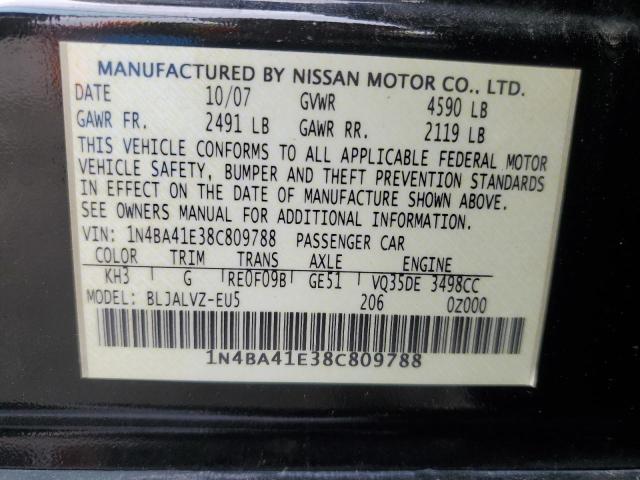 MANUFACTURED BY NISSAN MOTOR CO., LTD.
DATE 10/07 GVWR 4590 LB
GAWR FR. 2491 LB GAWR RR. 2119 LB
THIS VEHICLE CONFORMS TO ALL APPLICABLE FEDERAL MOTOR
VEHICLE SAFETY, BUMPER AND THEFT PREVENTION STANDARDS
IN EFFECT ON THE DATE OF MANUFACTURE SHOWN ABOVE.
SEE OWNERS MANUAL FOR ADDITIONAL INFORMATION.
VIN: 1N4BA41E38C809788 PASSENGER CAR
COLOR TRIM TRANS AXLE ENGINE
KH3 G RE0F09B GE51 VQ35DE 3498CC
MODEL: BLJALVZ-EU5 206 0Z000
1N4BA41E38C809788